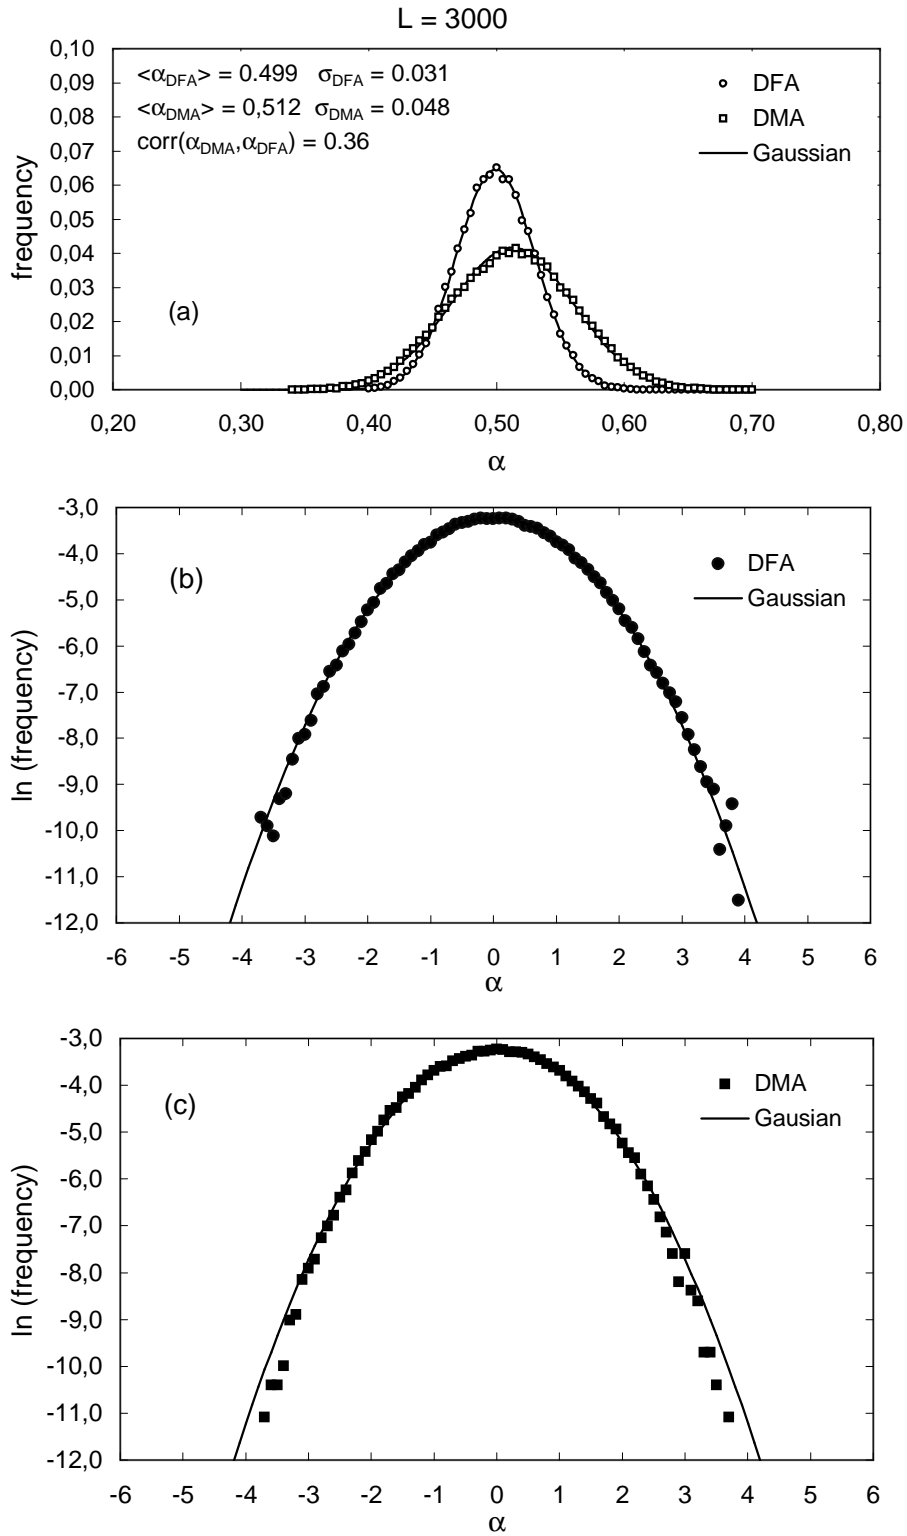 L = 3000
0,10
0,09
0,08
0,07
0,06
0,05
0,04
0,03
0,02
0,01
0,00
frequency
<α_DFA> = 0.499 σ_DFA = 0.031
<α_DMA> = 0,512 σ_DMA = 0.048
corr(α_DMA,α_DFA) = 0.36
DFA
DMA
Gaussian
(a)
0,20 0,30 0,40 0,50 0,60 0,70 0,80
α
-3,0
-4,0
-5,0
-6,0
-7,0
-8,0
-9,0
-10,0
-11,0
-12,0
ln (frequency)
(b)
DFA
Gaussian
-6 -5 -4 -3 -2 -1 0 1 2 3 4 5 6
α
-3,0
-4,0
-5,0
-6,0
-7,0
-8,0
-9,0
-10,0
-11,0
-12,0
ln (frequency)
(c)
DMA
Gausian
-6 -5 -4 -3 -2 -1 0 1 2 3 4 5 6
α